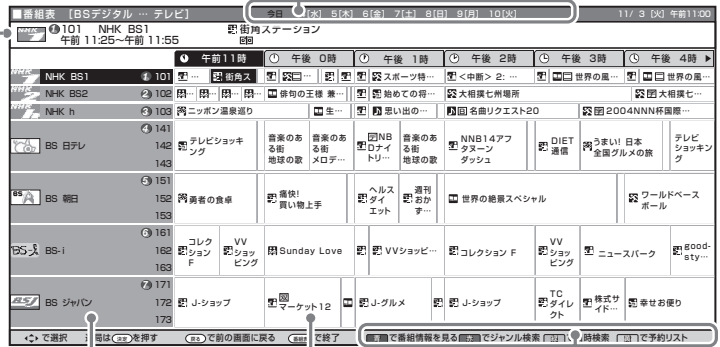 ■番組表 [BSデジタル … テレビ]
今日 [水] 5[木] 6[金] 7[土] 8[日] 9[月] 10[火]
11/ 3 [火] 午前11:00
101 NHK BS1
午前 11:25～午前 11:55
街角ステーション
午前11時 午後 0時 午後 1時 午後 2時 午後 3時 午後 4時
NHK BS1 ① 101 … 街角ス … スポーツ特… <中断> 2: … 世界の風… 世界の風…
NHK BS2 ② 102 俳句の王様 兼… 始めての将… 大相撲七州場所 大相撲七…
NHK h ③ 103 ニッポン温泉巡り 生… 思い出の… 名曲リクエスト20 2004NNN杯国際…
BS 日テレ ④ 141 142 143
テレビショッキング
音楽のある街 地球の歌
音楽のある街 メロデ…
NB Dナイトリ…
音楽のある街 地球の歌
NNB14アフタヌーンダッシュ
DIET通信
うまい! 日本全国グルメの旅
テレビショッキング
BS 朝日 ⑤ 151 152 153
勇者の食卓
痛快! 買い物上手
ヘルスダイエット
週刊おかず…
世界の絶景スペシャル
ワールドベースボール
BS-i ⑥ 161 162 163
コレクション F
VVショッピング
Sunday Love
VVショッピ…
コレクション F
VVショッピング
ニュースパーク
good-sty…
BS ジャパン ⑦ 171 172 173
J-ショップ
マーケット12
J-グルメ
J-ショップ
TCダイレクト
株式サイド…
幸せお便り
で選択
局は 決定 を押す
戻る で前の画面に戻る
で終了
青 で番組情報を見る
赤 でジャンル検索
時検索
黄 で予約リスト